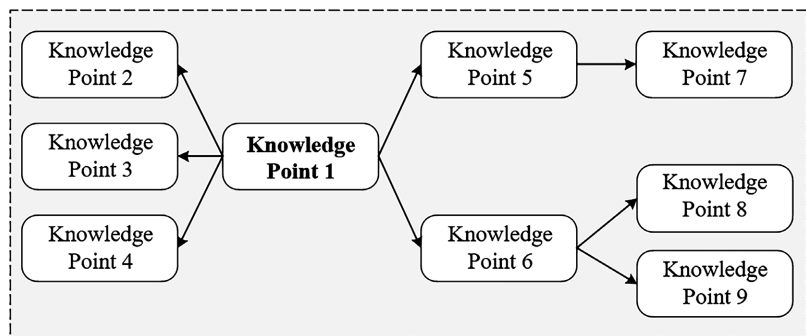 Knowledge
Point 2
Knowledge
Point 3
Knowledge
Point 4
Knowledge
Point 1
Knowledge
Point 5
Knowledge
Point 6
Knowledge
Point 7
Knowledge
Point 8
Knowledge
Point 9